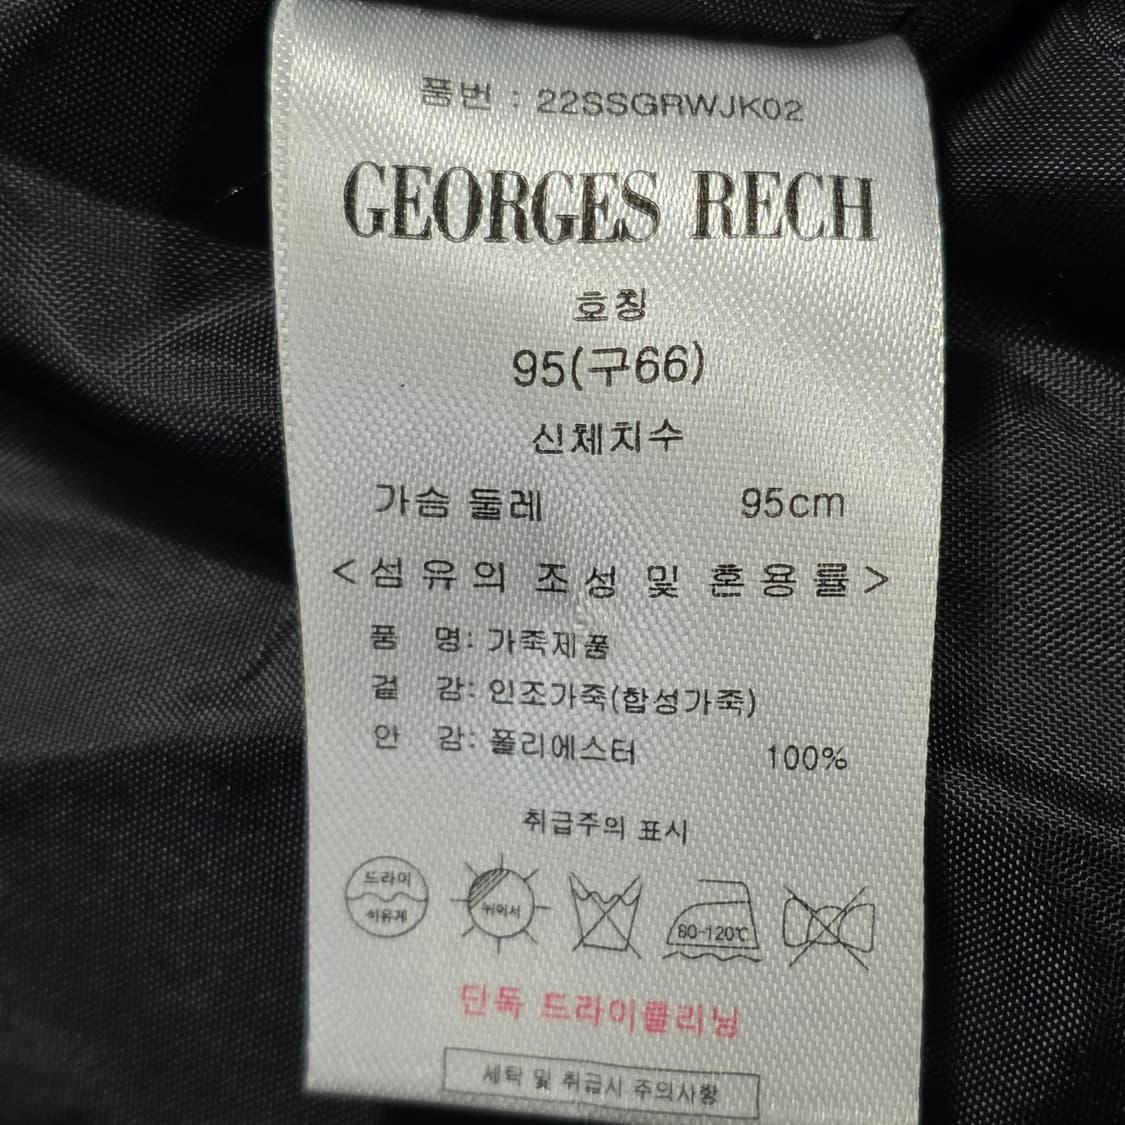 품번 : 22SSGRWJK02
GEORGES RECH
호칭
95(구66)
신체치수
가슴 둘레 95cm
<섬유의 조성 및 혼용률>
품 명: 가죽제품
겉 감: 인조가죽(합성가죽)
안 감: 폴리에스터 100%
취급주의 표시
드라이
석유계
뉘어서
80-120℃
단독 드라이클리닝
세탁 및 취급시 주의사항